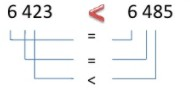 6 423 < 6 485
=
=
<